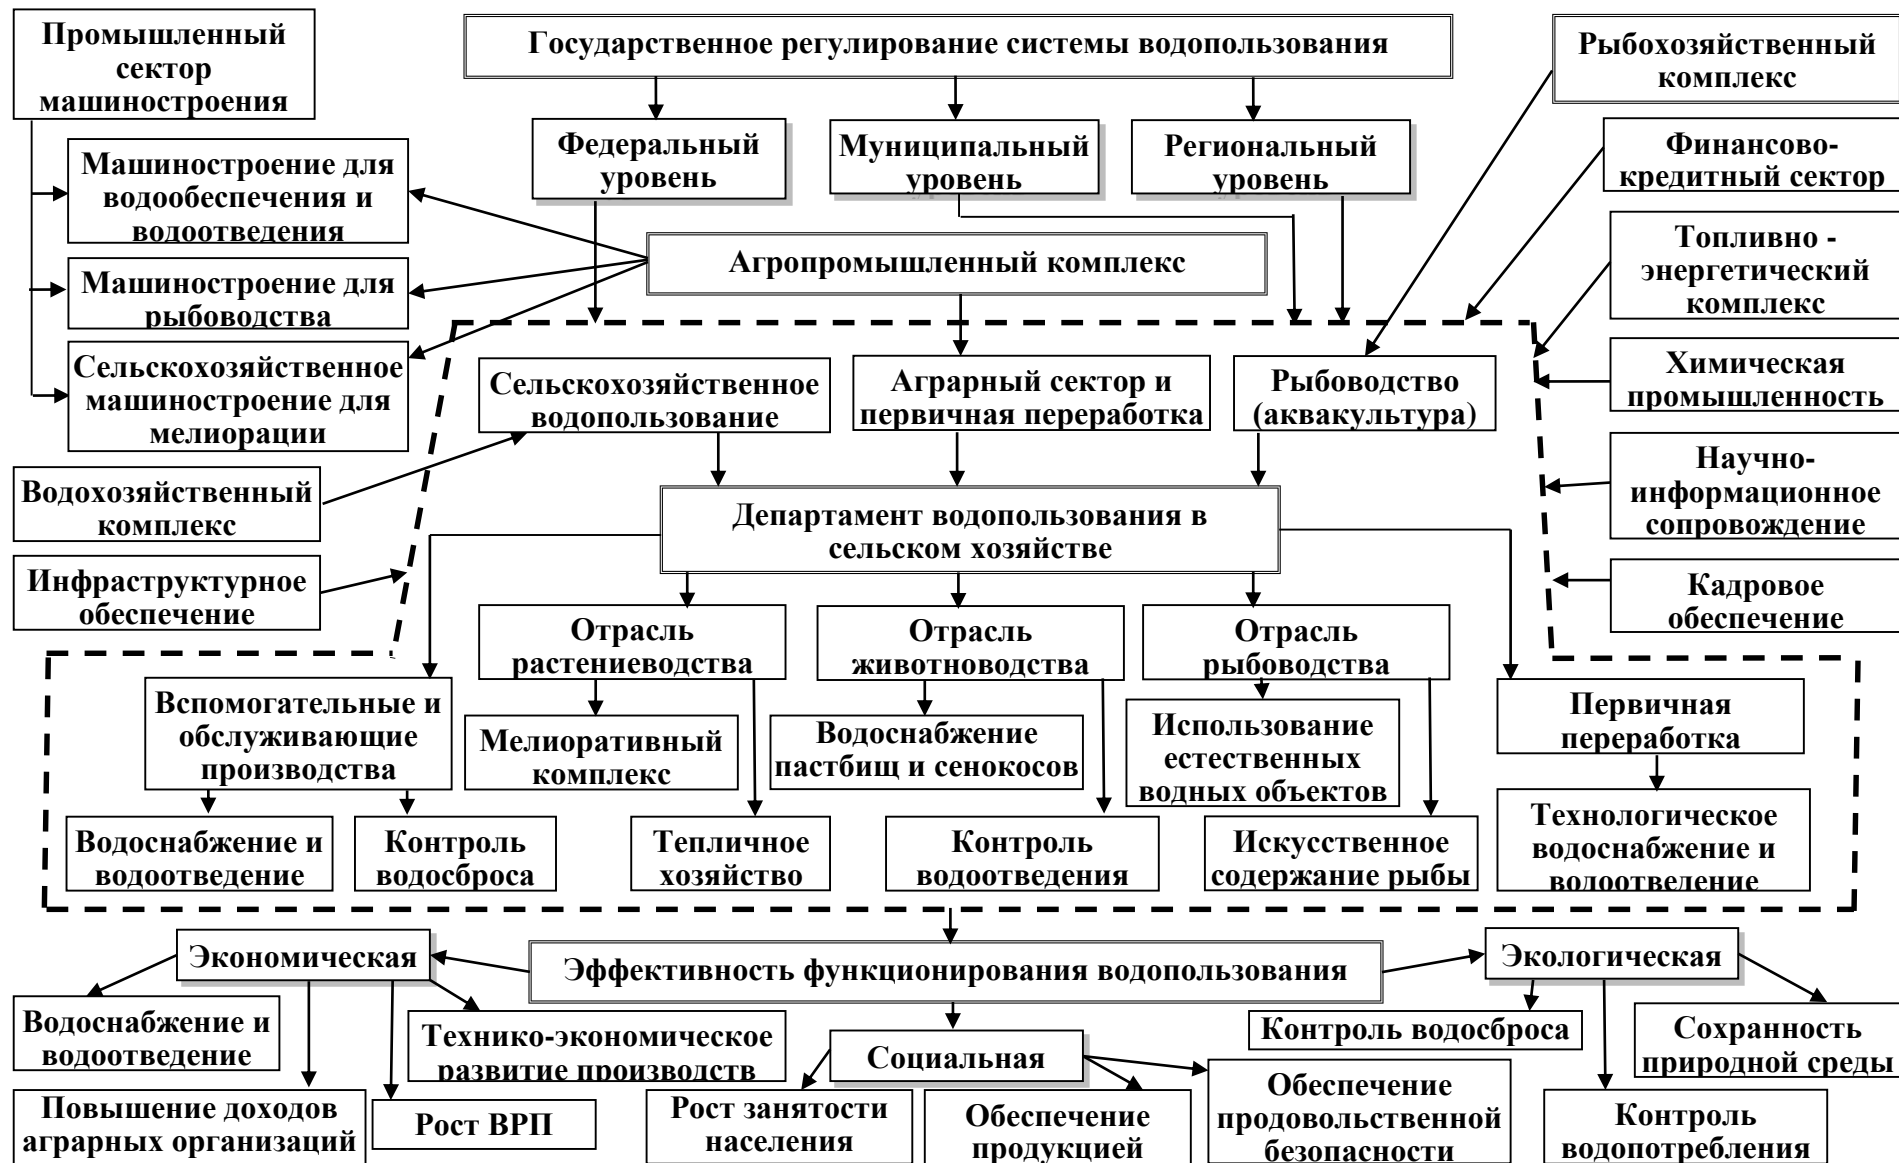 Промышленный
сектор
машиностроения
Государственное регулирование системы водопользования
Рыбохозяйственный
комплекс
Федеральный
уровень
Муниципальный
уровень
Региональный
уровень
Финансово-
кредитный сектор
Машиностроение для
водообеспечения и
водоотведения
Агропромышленный комплекс
Топливно -
энергетический
комплекс
Машиностроение для
рыбоводства
Сельскохозяйственное
машиностроение для
мелиорации
Сельскохозяйственное
водопользование
Аграрный сектор и
первичная переработка
Рыбоводство
(аквакультура)
Химическая
промышленность
Водохозяйственный
комплекс
Департамент водопользования в
сельском хозяйстве
Научно-
информационное
сопровождение
Инфраструктурное
обеспечение
Кадровое
обеспечение
Отрасль
растениеводства
Отрасль
животноводства
Отрасль
рыбоводства
Вспомогательные и
обслуживающие
производства
Мелиоративный
комплекс
Водоснабжение
пастбищ и сенокосов
Использование
естественных
водных объектов
Первичная
переработка
Водоснабжение и
водоотведение
Контроль
водосброса
Тепличное
хозяйство
Контроль
водоотведения
Искусственное
содержание рыбы
Технологическое
водоснабжение и
водоотведение
Экономическая
Эффективность функционирования водопользования
Экологическая
Водоснабжение и
водоотведение
Технико-экономическое
развитие производств
Социальная
Контроль водосброса
Сохранность
природной среды
Повышение доходов
аграрных организаций
Рост ВРП
Рост занятости
населения
Обеспечение
продукцией
Обеспечение
продовольственной
безопасности
Контроль
водопотребления